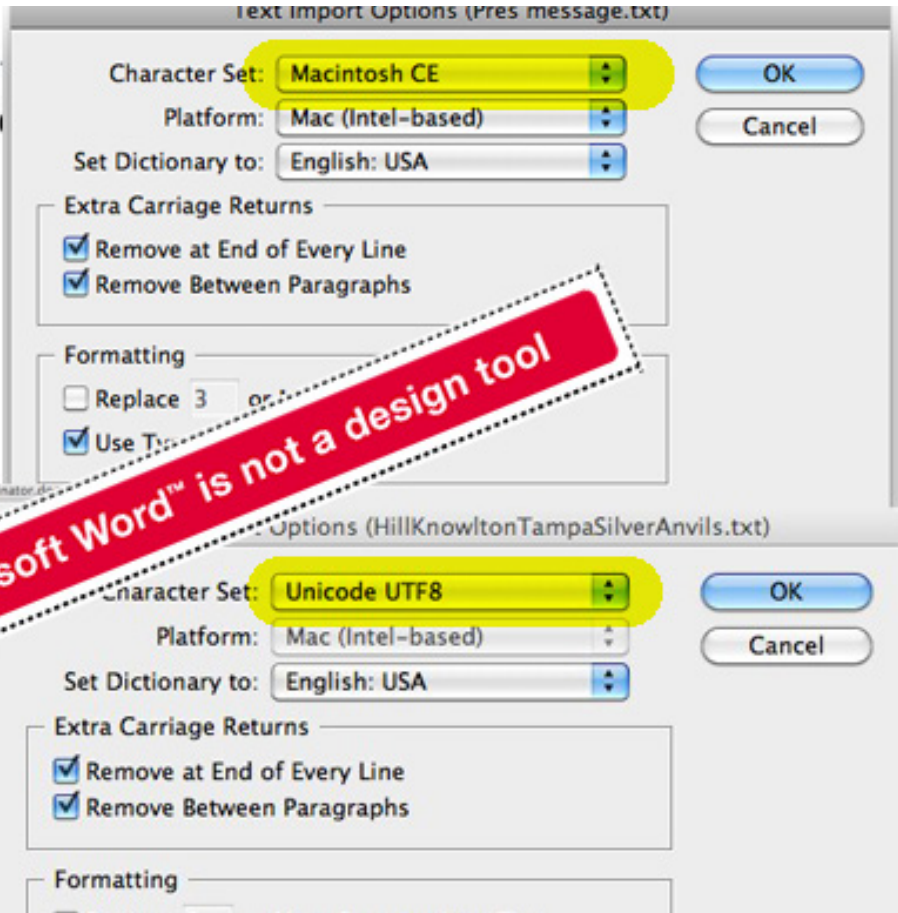 Text Import Options (Pres message.txt)
Character Set: Macintosh CE OK
Platform: Mac (Intel-based) Cancel
Set Dictionary to: English: USA
Extra Carriage Returns
Remove at End of Every Line
Remove Between Paragraphs
Formatting
Replace 3 or
Use
soft Word™ is not a design tool
Options (HillKnowltonTampaSilverAnvils.txt)
Character Set: Unicode UTF8 OK
Platform: Mac (Intel-based) Cancel
Set Dictionary to: English: USA
Extra Carriage Returns
Remove at End of Every Line
Remove Between Paragraphs
Formatting